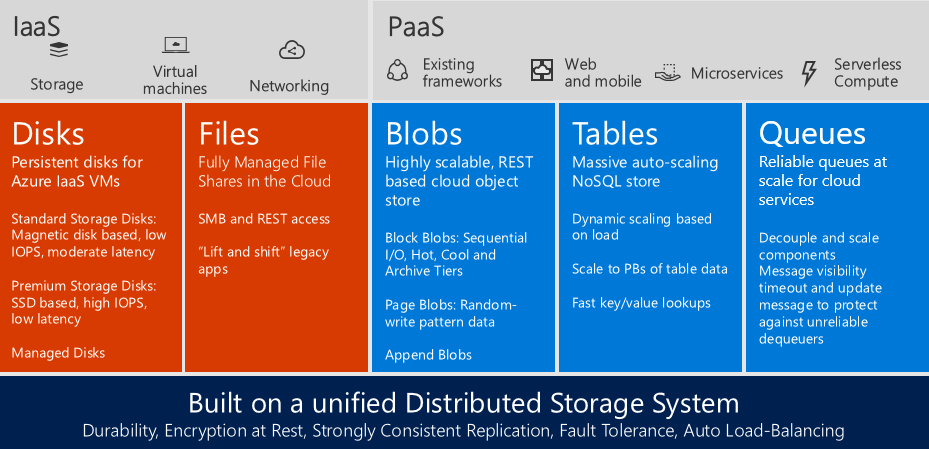 IaaS
Storage
Virtual
machines
Networking
PaaS
Existing
frameworks
Web
and mobile
Microservices
Serverless
Compute
Disks
Persistent disks for
Azure IaaS VMs
Standard Storage Disks:
Magnetic disk based, low
IOPS, moderate latency
Premium Storage Disks:
SSD based, high IOPS,
low latency
Managed Disks
Files
Fully Managed File
Shares in the Cloud
SMB and REST access
“Lift and shift” legacy
apps
Blobs
Highly scalable, REST
based cloud object
store
Block Blobs: Sequential
I/O, Hot, Cool and
Archive Tiers
Page Blobs: Random-
write pattern data
Append Blobs
Tables
Massive auto-scaling
NoSQL store
Dynamic scaling based
on load
Scale to PBs of table data
Fast key/value lookups
Queues
Reliable queues at
scale for cloud
services
Decouple and scale
components
Message visibility
timeout and update
message to protect
against unreliable
dequeuers
Built on a unified Distributed Storage System
Durability, Encryption at Rest, Strongly Consistent Replication, Fault Tolerance, Auto Load-Balancing